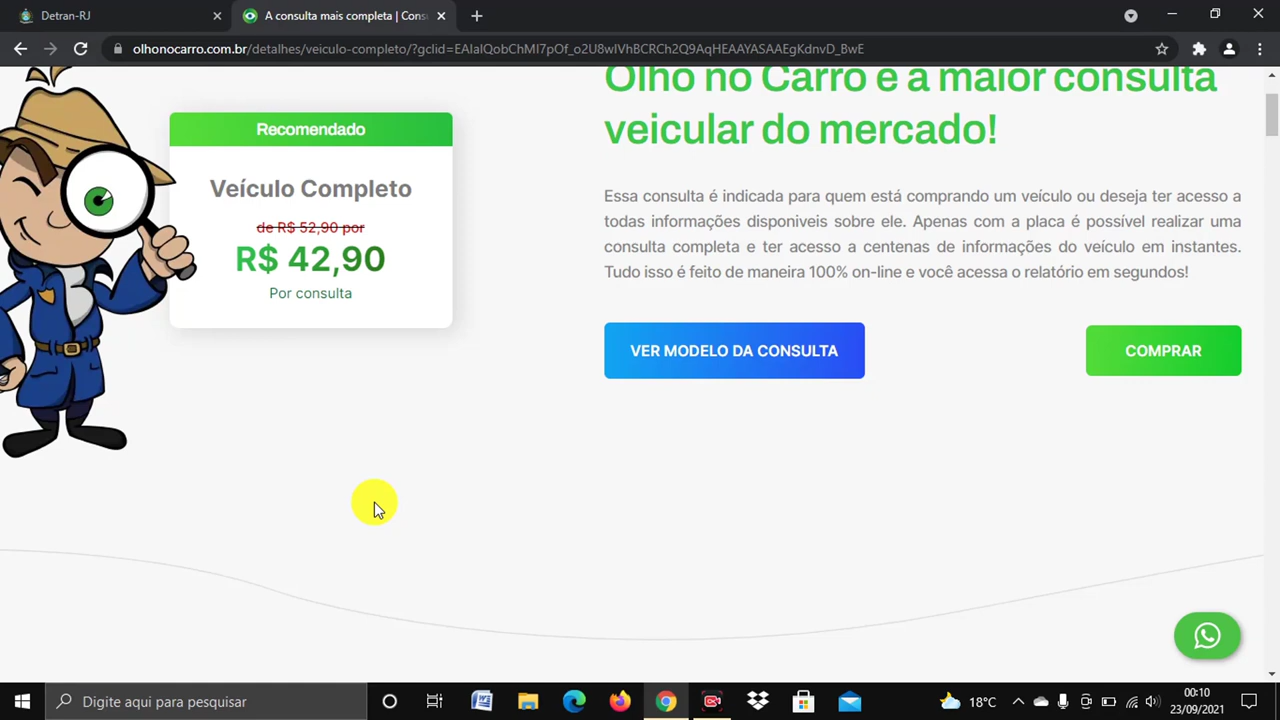 Detran-RJ
A consulta mais completa | Cons
olhonocarro.com.br/detalhes/veiculo-completo/?gclid=EAIaIQobChMI7pOf_o2U8wIVhBCRCh2Q9AqHEAAYASAAEgKdnvD_BwE
Olho no Carro é a maior consulta
veicular do mercado!
Recomendado
Veículo Completo
de R$ 52,90 por
R$ 42,90
Por consulta
Essa consulta é indicada para quem está comprando um veículo ou deseja ter acesso a
todas informações disponiveis sobre ele. Apenas com a placa é possível realizar uma
consulta completa e ter acesso a centenas de informações do veículo em instantes.
Tudo isso é feito de maneira 100% on-line e você acessa o relatório em segundos!
VER MODELO DA CONSULTA
COMPRAR
Digite aqui para pesquisar
18°C
00:10
23/09/2021